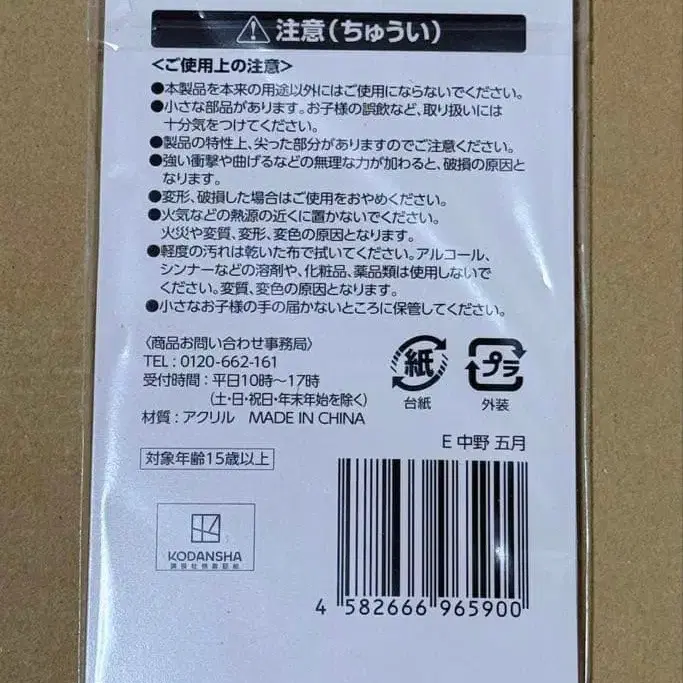 ⚠ 注意(ちゅうい)
<ご使用上の注意>
●本製品を本来の用途以外にはご使用にならないでください。
●小さな部品があります。お子様の誤飲など、取り扱いには
十分気をつけてください。
●製品の特性上、尖った部分がありますのでご注意ください。
●強い衝撃や曲げるなどの無理な力が加わると、破損の原因と
なります。
●変形、破損した場合はご使用をおやめください。
●火気などの熱源の近くに置かないでください。
火災や変質、変形、変色の原因となります。
●軽度の汚れは乾いた布で拭いてください。アルコール、
シンナーなどの溶剤や、化粧品、薬品類は使用しないで
ください。変質、変色の原因となります。
●小さなお子様の手の届かないところに保管してください。
〈商品お問い合わせ事務局〉
TEL:0120-662-161
受付時間:平日10時〜17時
(土・日・祝日・年末年始を除く)
材質:アクリル MADE IN CHINA
紙
台紙
プラ
外装
E 中野 五月
対象年齢15歳以上
KODANSHA
4 582666 965900